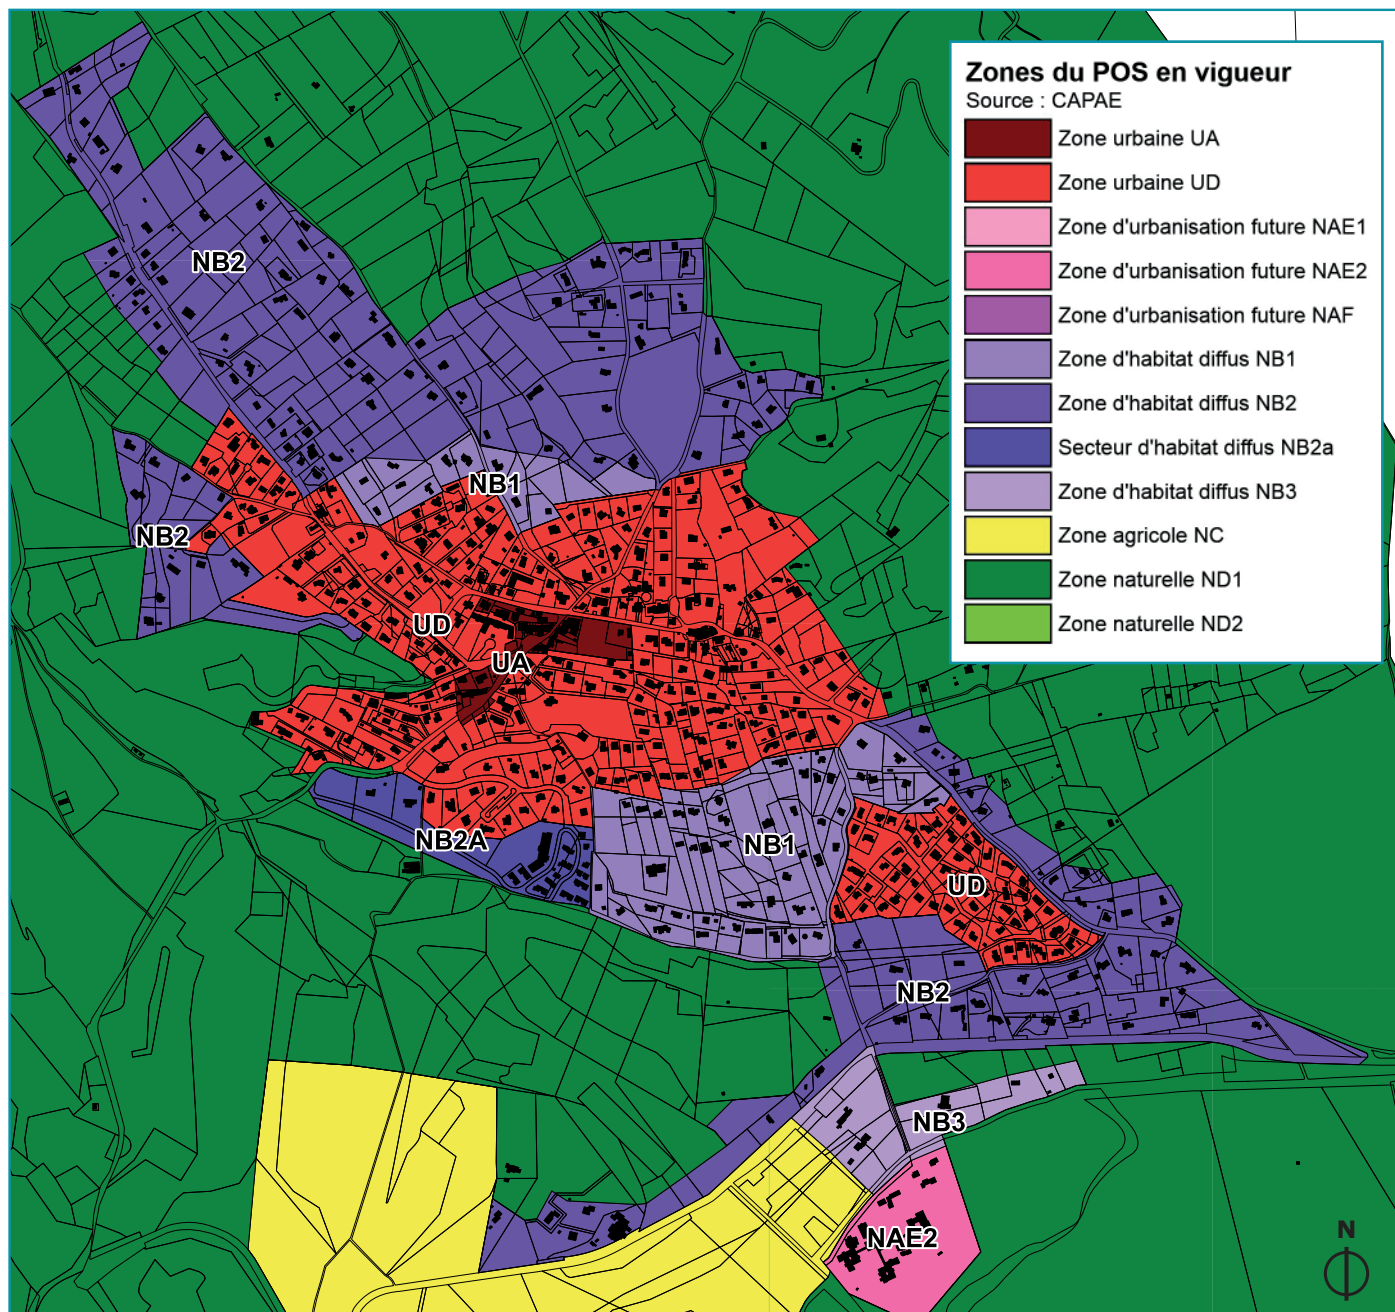 Zones du POS en vigueur
Source : CAPAE
Zone urbaine UA
Zone urbaine UD
Zone d'urbanisation future NAE1
Zone d'urbanisation future NAE2
Zone d'urbanisation future NAF
Zone d'habitat diffus NB1
Zone d'habitat diffus NB2
Secteur d'habitat diffus NB2a
Zone d'habitat diffus NB3
Zone agricole NC
Zone naturelle ND1
Zone naturelle ND2
NB2
NB1
NB2
UD
UA
NB2A
NB1
UD
NB2
NB3
NAE2
N